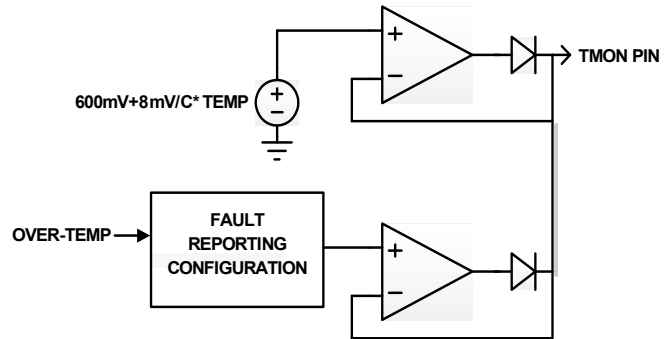 +
−
TMON PIN
600mV+8mV/C* TEMP
+
−
OVER-TEMP
FAULT
REPORTING
CONFIGURATION
+
−